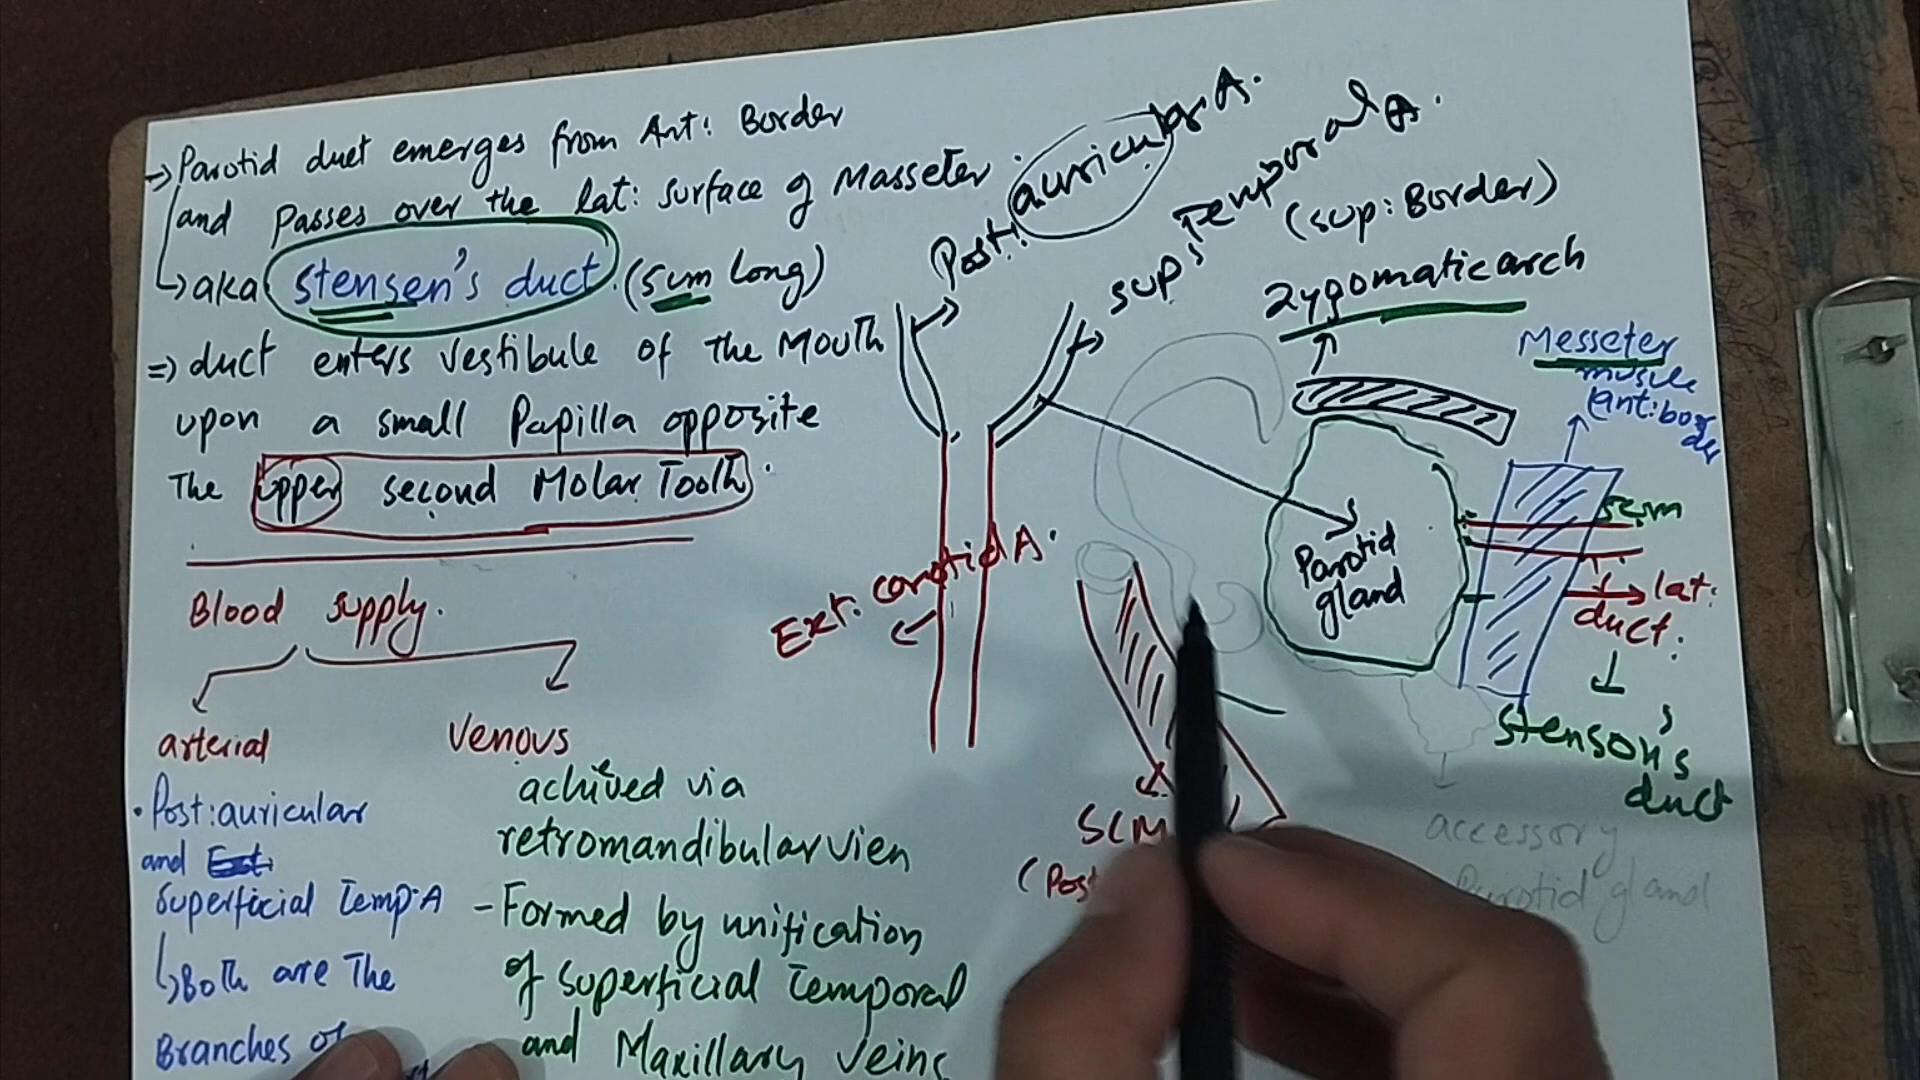 → Parotid duct emerges from Ant: Border
and Passes over the lat: surface of Masseter.
↳ aka stensen's duct. (5cm long)
⇒ duct enters vestibule of the Mouth
upon a small Papilla opposite
The upper second Molar Tooth.
Blood supply.
arterial
Venous
• Post: auricular
and
superficial Temp: A
↳ Both are The
Branches of
achived via
retromandibular vien
- Formed by unification
of superficial Temporal
and Maxillary veins
Post: auricular A.
sup: Temporal A.
(sup: Border)
zygomatic arch
Messeter
muscle
(ant: bor
der
Ext: carotid A.
Parotid
gland
5cm
lat:
duct:
stenson's
duct
SCM
(Post
accessory
Parotid gland